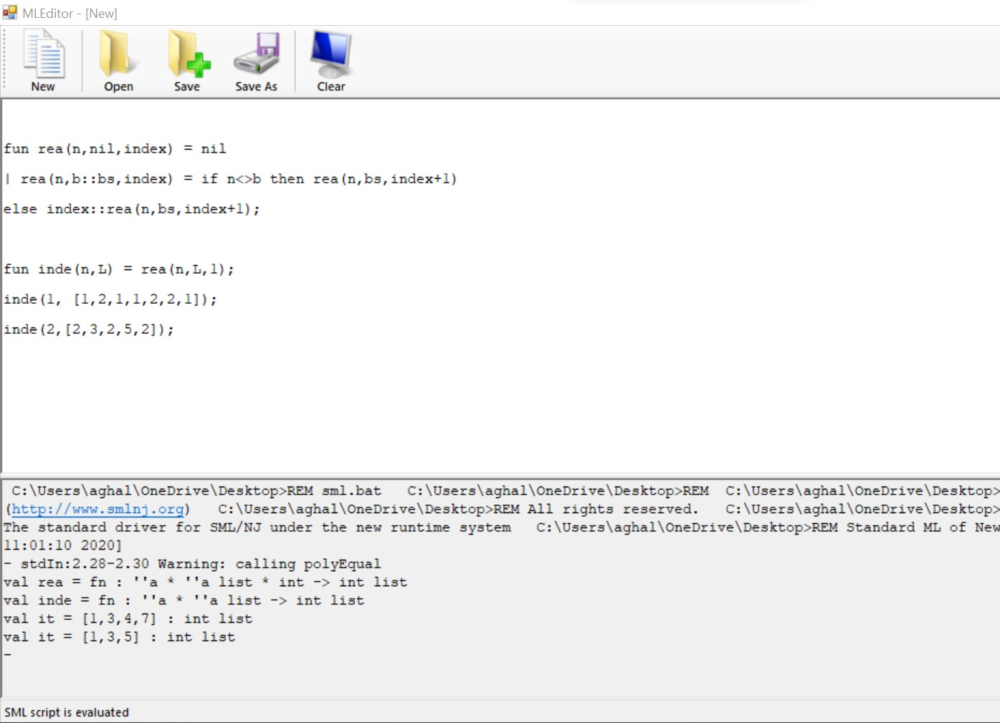 MLEditor - [New]
New Open Save Save As Clear
fun rea(n,nil,index) = nil
| rea(n,b::bs,index) = if n<>b then rea(n,bs,index+1)
else index::rea(n,bs,index+1);
fun inde(n,L) = rea(n,L,1);
inde(1, [1,2,1,1,2,2,1]);
inde(2,[2,3,2,5,2]);
C:\Users\aghal\OneDrive\Desktop>REM sml.bat C:\Users\aghal\OneDrive\Desktop>REM C:\Users\aghal\OneDrive\Desktop>
(http://www.smlnj.org) C:\Users\aghal\OneDrive\Desktop>REM All rights reserved. C:\Users\aghal\OneDrive\Desktop>
The standard driver for SML/NJ under the new runtime system C:\Users\aghal\OneDrive\Desktop>REM Standard ML of New
11:01:10 2020]
- stdIn:2.28-2.30 Warning: calling polyEqual
val rea = fn : ''a * ''a list * int -> int list
val inde = fn : ''a * ''a list -> int list
val it = [1,3,4,7] : int list
val it = [1,3,5] : int list
-
SML script is evaluated